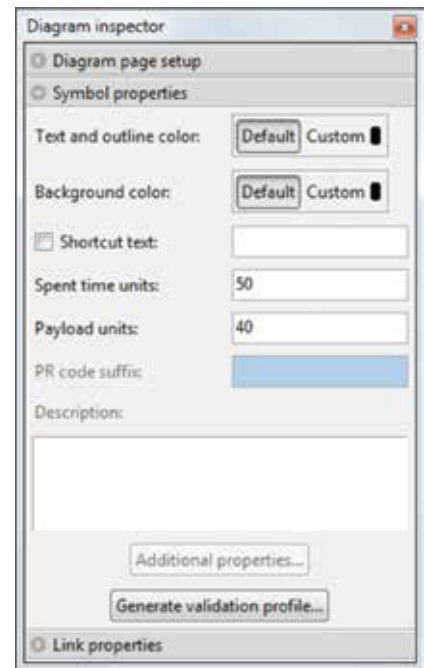 Diagram inspector
Diagram page setup
Symbol properties
Text and outline color: Default Custom
Background color: Default Custom
Shortcut text:
Spent time units: 50
Payload units: 40
PR code suffix:
Description:
Additional properties...
Generate validation profile...
Link properties